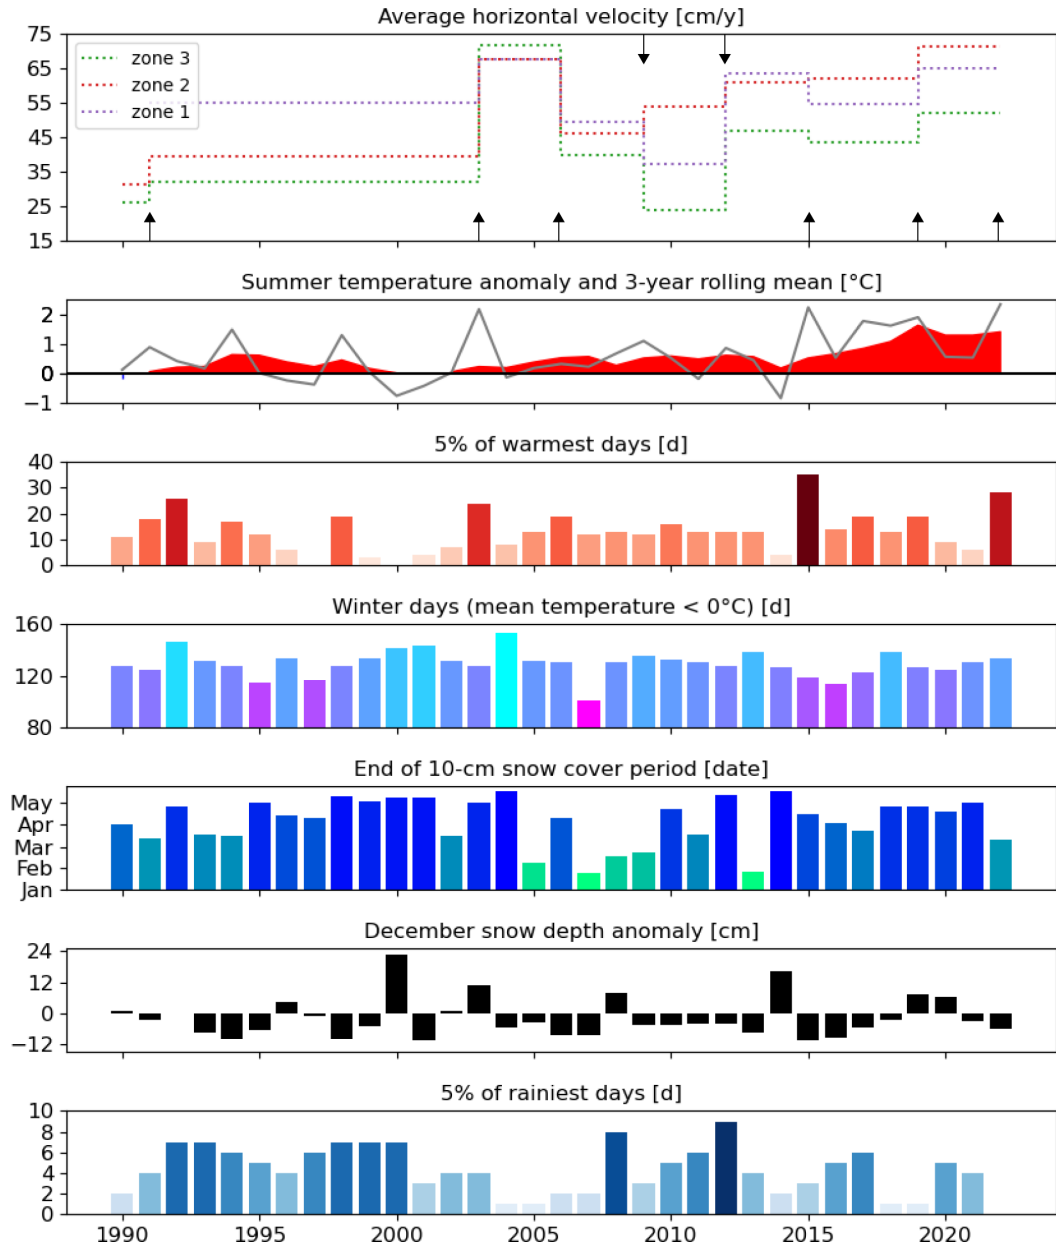 Average horizontal velocity [cm/y]
75
65
55
45
35
25
15
zone 3
zone 2
zone 1
Summer temperature anomaly and 3-year rolling mean [°C]
2
1
0
−1
5% of warmest days [d]
40
30
20
10
0
Winter days (mean temperature < 0°C) [d]
160
120
80
End of 10-cm snow cover period [date]
May
Apr
Mar
Feb
Jan
December snow depth anomaly [cm]
24
12
0
−12
5% of rainiest days [d]
10
8
6
4
2
0
1990 1995 2000 2005 2010 2015 2020